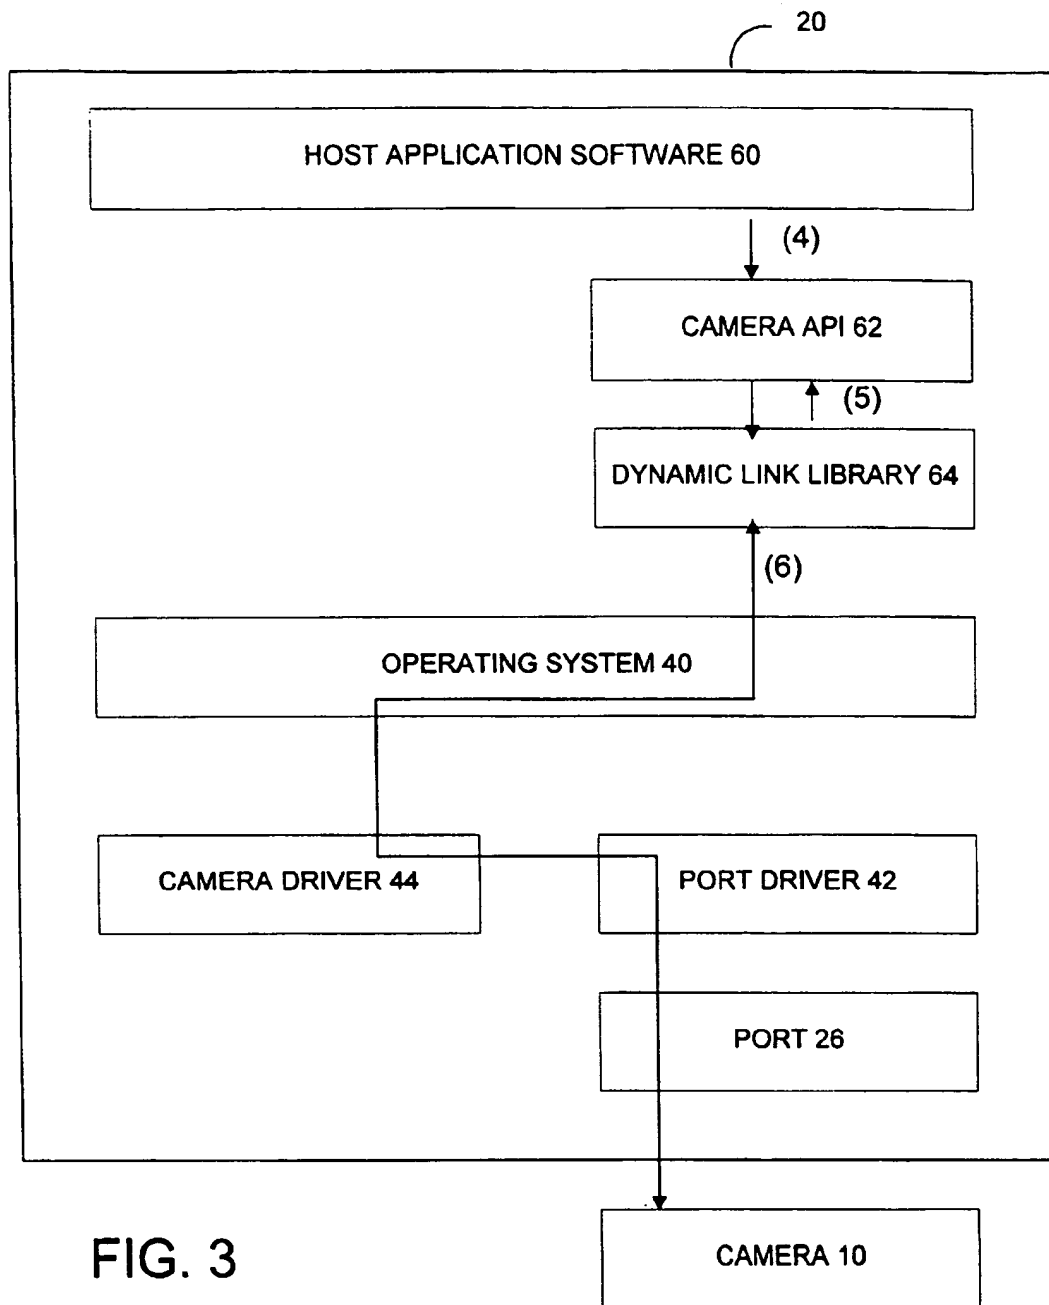 20
HOST APPLICATION SOFTWARE 60
(4)
CAMERA API 62
(5)
DYNAMIC LINK LIBRARY 64
(6)
OPERATING SYSTEM 40
CAMERA DRIVER 44
PORT DRIVER 42
PORT 26
CAMERA 10
FIG. 3